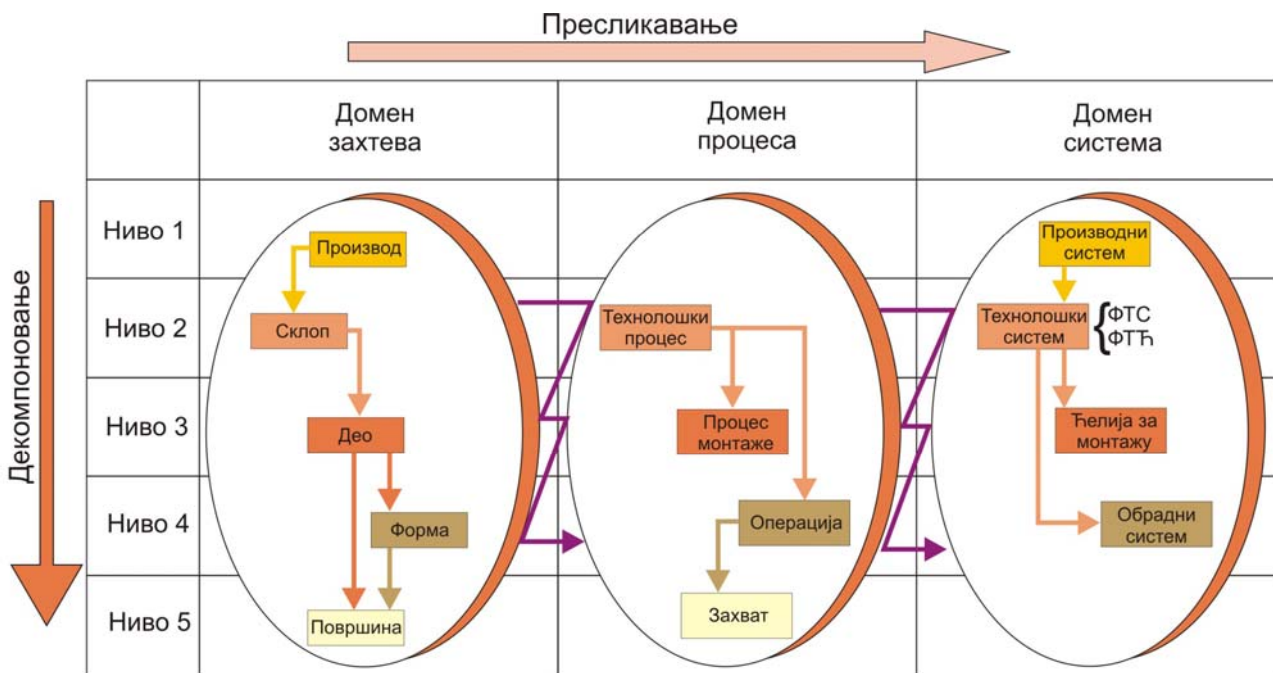 Пресликавање
Домен
захтева
Домен
процеса
Домен
система
Декомпоновање
Ниво 1
Производ
Производни
систем
Ниво 2
Склоп
Технолошки
процес
Технолошки
систем
{ФТС
ФТЋ
Ниво 3
Део
Процес
монтаже
Ћелија за
монтажу
Ниво 4
Форма
Операција
Обрадни
систем
Ниво 5
Површина
Захват